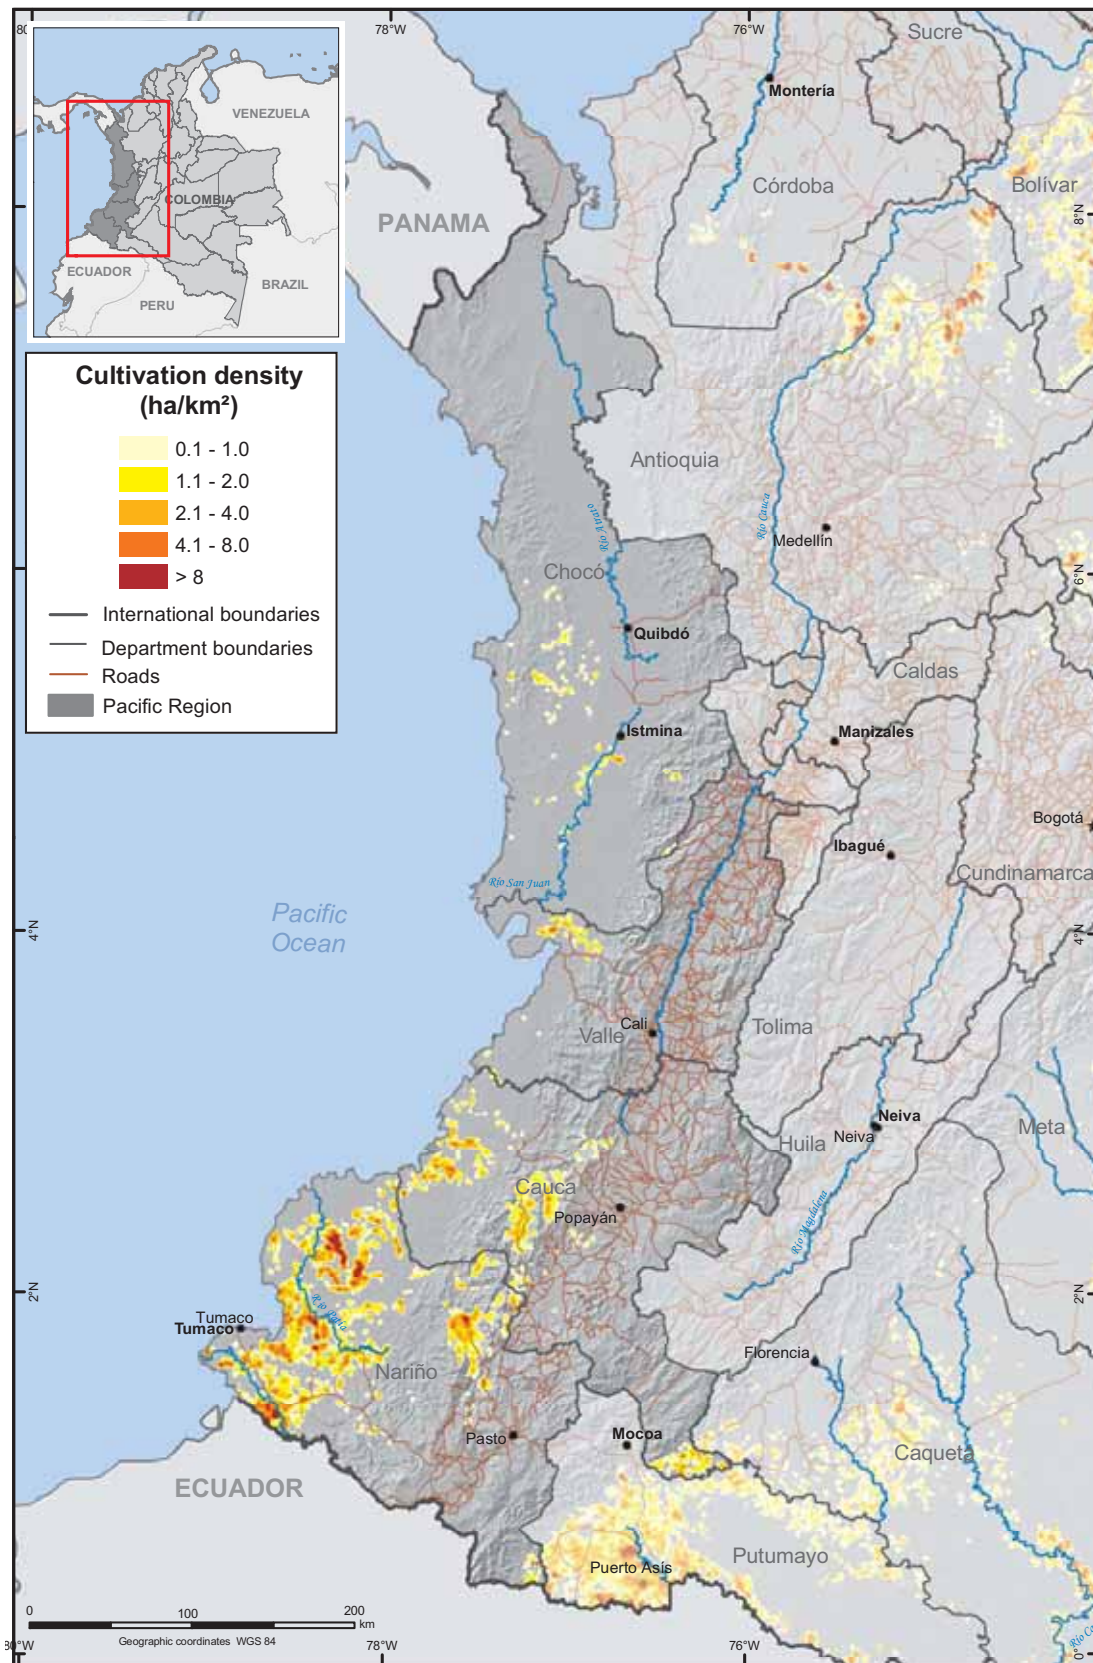 80
78°W
76°W
VENEZUELA
COLOMBIA
ECUADOR
PERU
BRAZIL
Cultivation density
(ha/km²)
0.1 - 1.0
1.1 - 2.0
2.1 - 4.0
4.1 - 8.0
> 8
International boundaries
Department boundaries
Roads
Pacific Region
Sucre
Montería
Córdoba
Bolívar
PANAMA
8°N
Antioquia
Río Cauca
Medellín
Río Atrato
Chocó
6°N
6°N
Quibdó
Caldas
Istmina
Manizales
Bogotá
Ibagué
Cundinamarca
Río San Juan
Pacific
Ocean
4°N
4°N
Cali
Valle
Tolima
Neiva
Neiva
Huila
Meta
Cauca
Popayán
Río Magdalena
2°N
2°N
Tumaco
Tumaco
Río Patía
Nariño
Florencia
Pasto
Mocoa
Caqueta
ECUADOR
Puerto Asís
Putumayo
0
100
200
km
Geographic coordinates WGS 84
80°W
78°W
76°W
0°